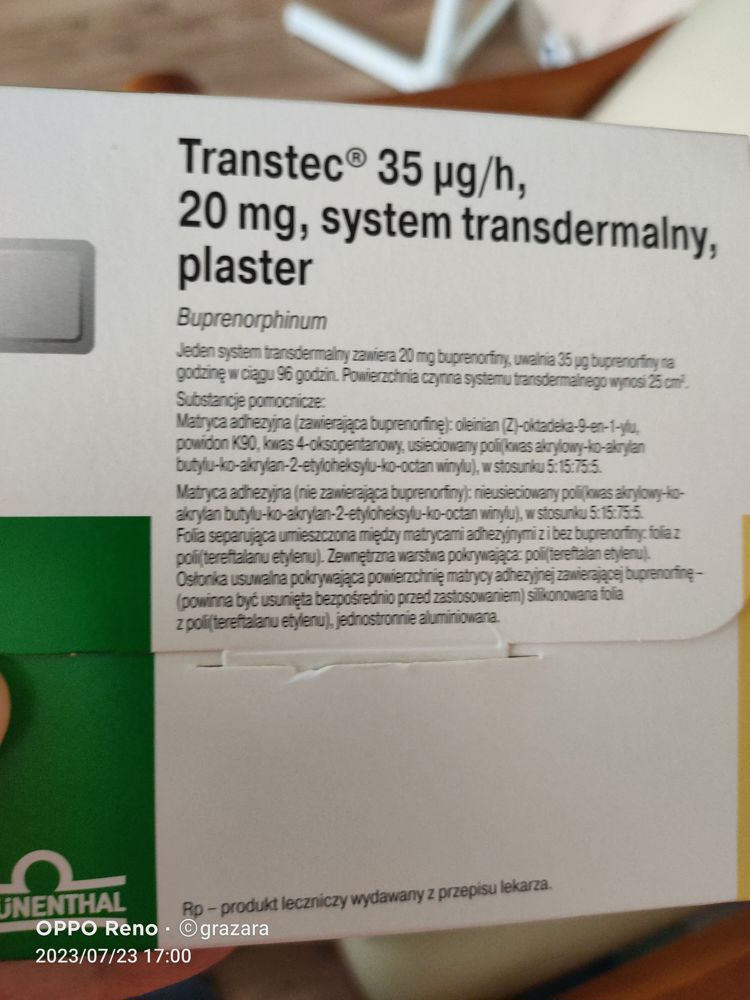 Transtec® 35 µg/h,
20 mg, system transdermalny,
plaster
Buprenorphinum
Jeden system transdermalny zawiera 20 mg buprenorfiny, uwalnia 35 µg buprenorfiny na
godzinę w ciągu 96 godzin. Powierzchnia czynna systemu transdermalnego wynosi 25 cm².
Substancje pomocnicze:
Matryca adhezyjna (zawierająca buprenorfinę): oleinian (Z)-oktadeka-9-en-1-ylu,
powidon K90, kwas 4-oksopentanowy, usieciowany poli(kwas akrylowy-ko-akrylan
butylu-ko-akrylan-2-etyloheksylu-ko-octan winylu), w stosunku 5:15:75:5.
Matryca adhezyjna (nie zawierająca buprenorfiny): nieusieciowany poli(kwas akrylowy-ko-
akrylan butylu-ko-akrylan-2-etyloheksylu-ko-octan winylu), w stosunku 5:15:75:5.
Folia separująca umieszczona między matrycami adhezyjnymi z i bez buprenorfiny: folia z
poli(tereftalanu etylenu). Zewnętrzna warstwa pokrywająca: poli(tereftalan etylenu).
Osłonka usuwalna pokrywająca powierzchnię matrycy adhezyjnej zawierającej buprenorfinę –
(powinna być usunięta bezpośrednio przed zastosowaniem) silikonowana folia
z poli(tereftalanu etylenu), jednostronnie aluminiowana.
Rp – produkt leczniczy wydawany z przepisu lekarza.
ÜNENTHAL
OPPO Reno · ©grazara
2023/07/23 17:00